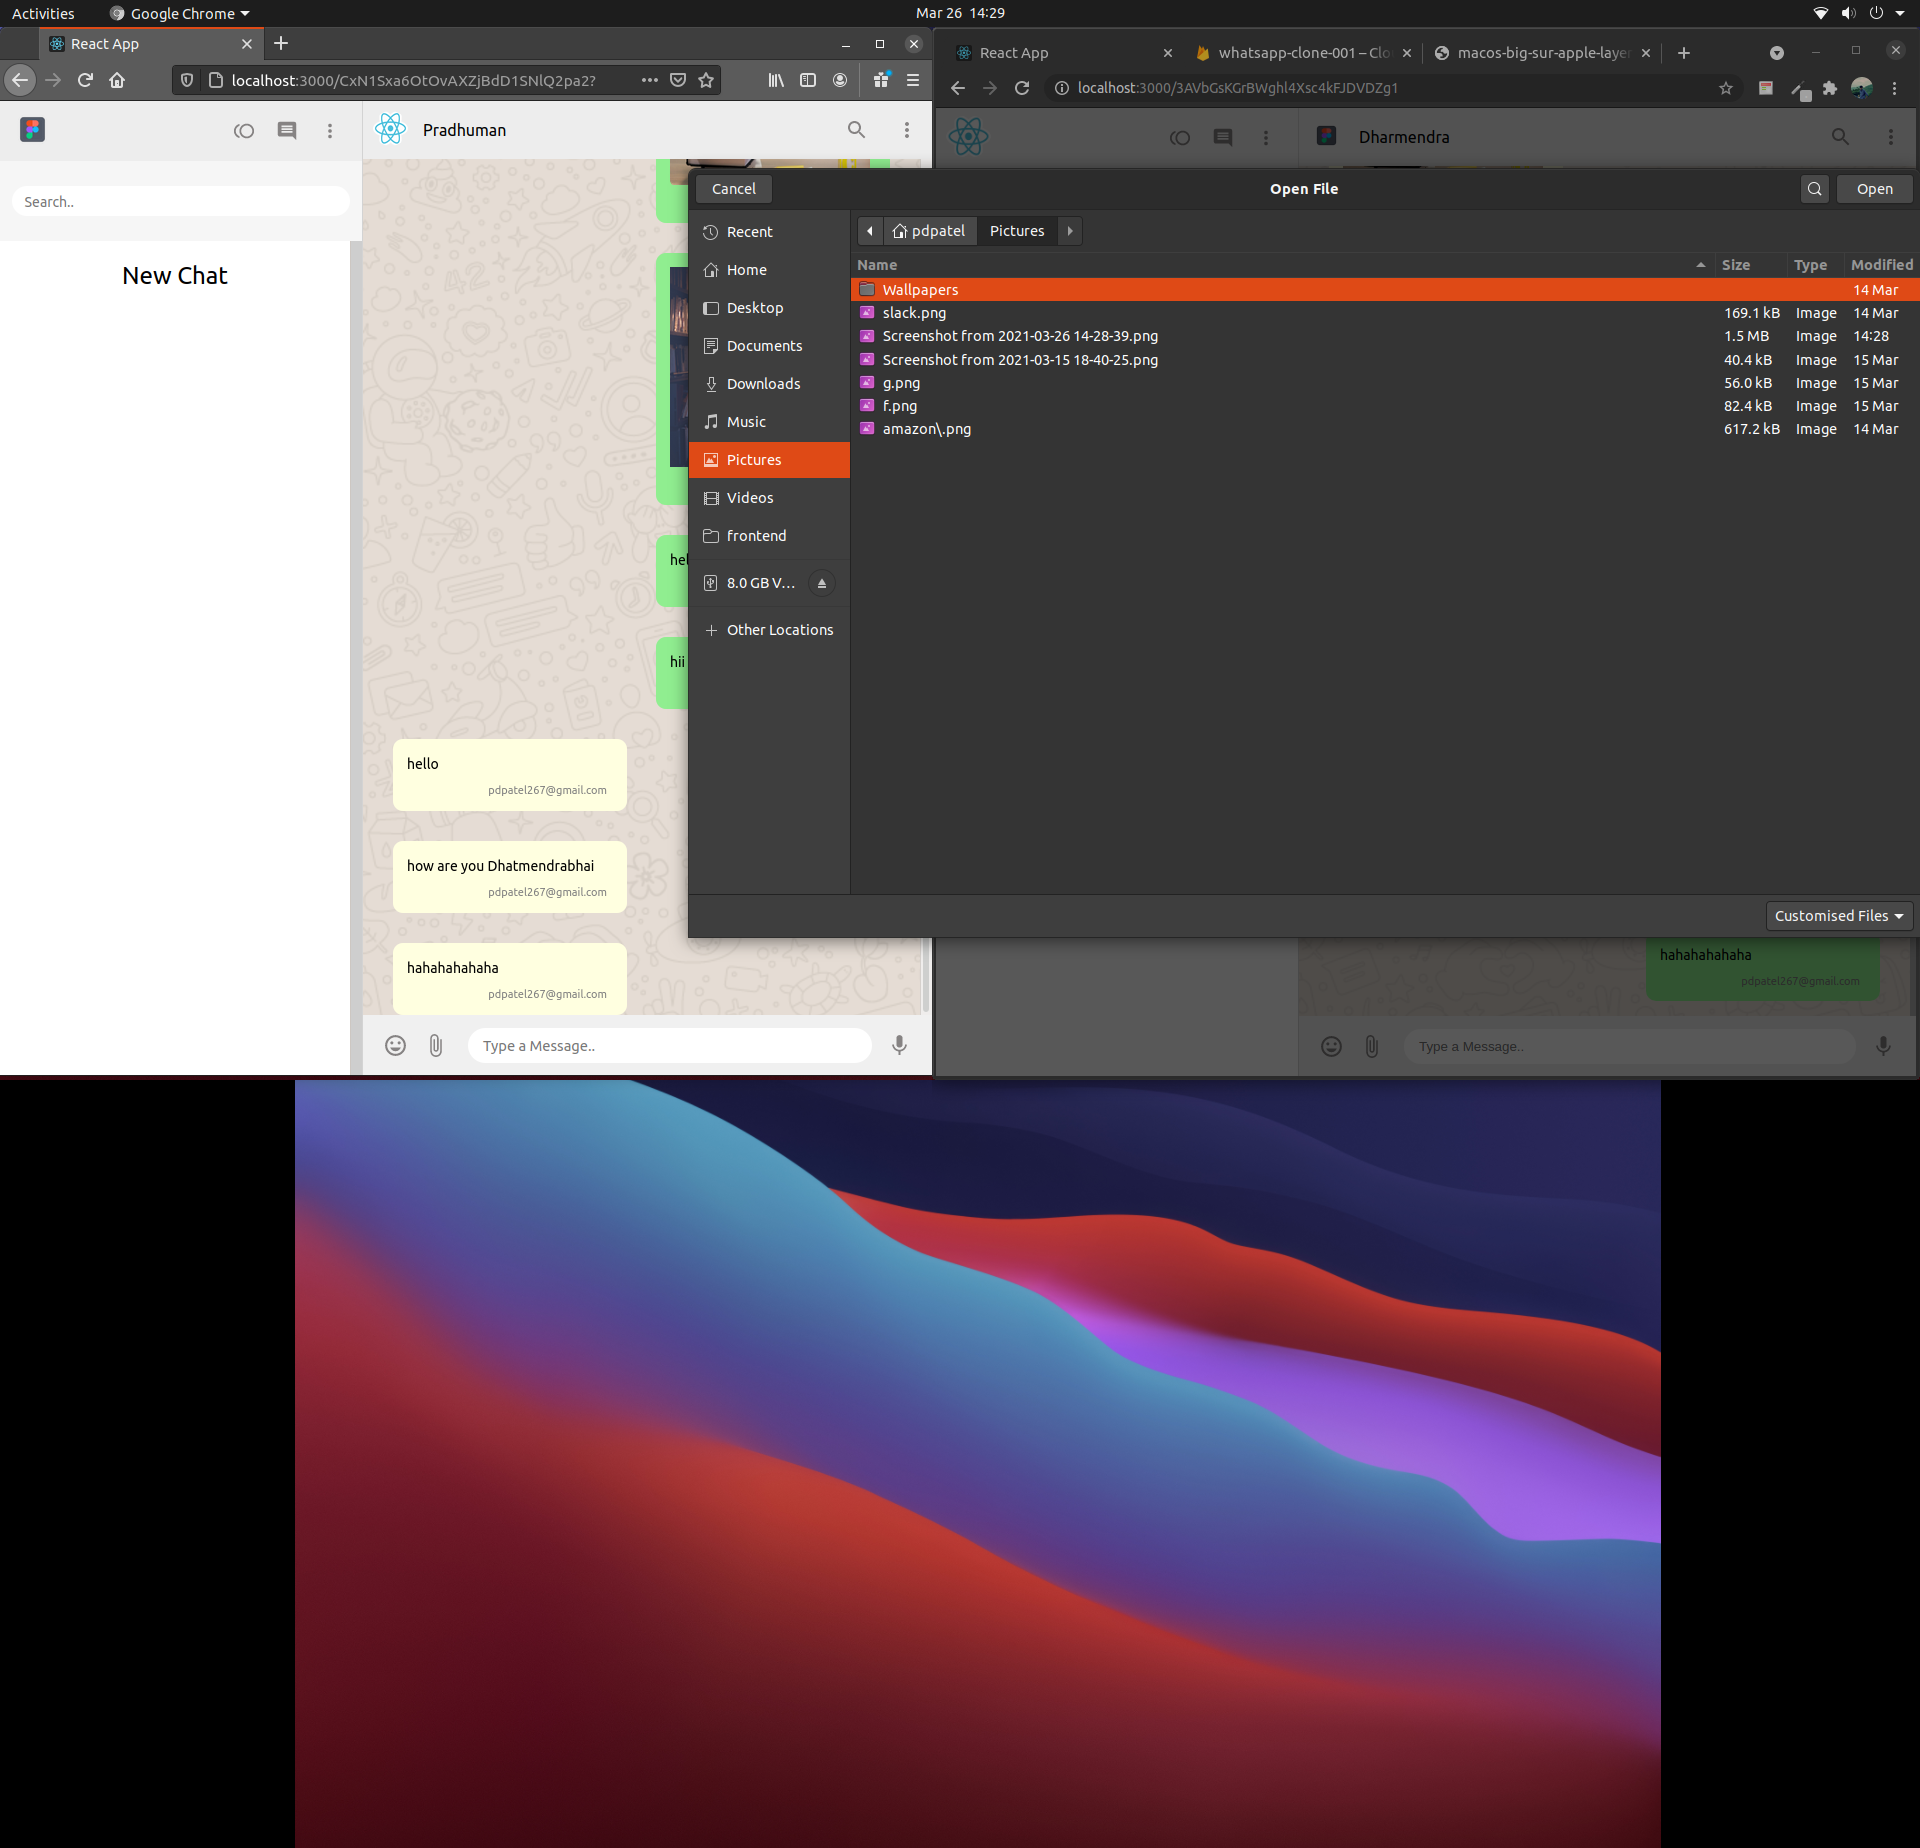 Activities
Google Chrome
Mar 26 14:29
React App
localhost:3000/CxN1Sxa6OtOvAXZjBdD1SNlQ2pa2?
Search..
New Chat
Pradhuman
hii
hello
pdpatel267@gmail.com
how are you Dhatmendrabhai
pdpatel267@gmail.com
hahahahahaha
pdpatel267@gmail.com
Type a Message..
React App
whatsapp-clone-001 – Clo
macos-big-sur-apple-layer
localhost:3000/3AVbGsKGrBWghl4Xsc4kFJDVDZg1
Dharmendra
Cancel
Open File
Open
Recent
Home
Desktop
Documents
Downloads
Music
Pictures
Videos
frontend
8.0 GB V...
Other Locations
pdpatel
Pictures
Name Size Type Modified
Wallpapers 14 Mar
slack.png 169.1 kB Image 14 Mar
Screenshot from 2021-03-26 14-28-39.png 1.5 MB Image 14:28
Screenshot from 2021-03-15 18-40-25.png 40.4 kB Image 15 Mar
g.png 56.0 kB Image 15 Mar
f.png 82.4 kB Image 15 Mar
amazon\.png 617.2 kB Image 14 Mar
Customised Files
hahahahahaha
pdpatel267@gmail.com
Type a Message..